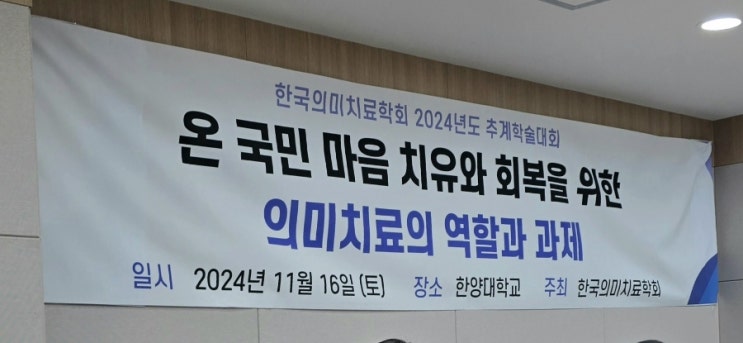 한국의미치료학회 2024년도 추계학술대회
온 국민 마음 치유와 회복을 위한
의미치료의 역할과 과제
일시 2024년 11월 16일 (토) 장소 한양대학교 주최 한국의미치료학회